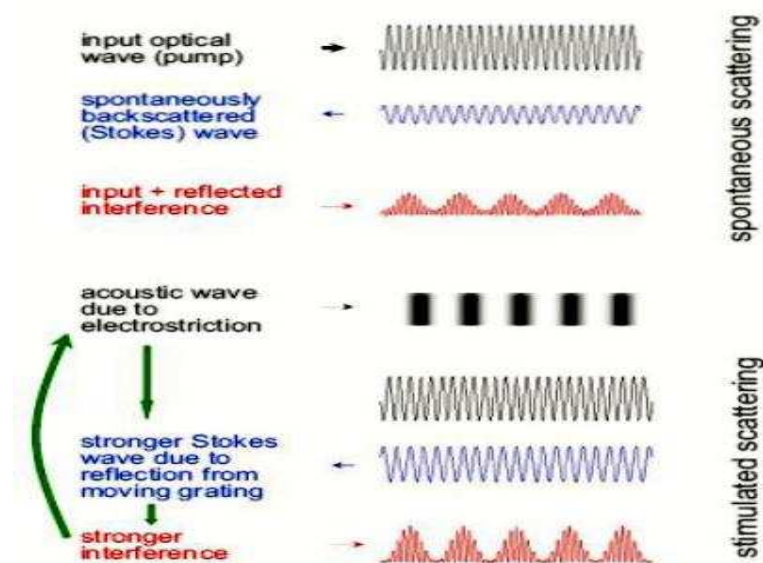 input optical
wave (pump)
spontaneously
backscattered
(Stokes) wave
input + reflected
interference
spontaneous scattering
acoustic wave
due to
electrostriction
stronger Stokes
wave due to
reflection from
moving grating
stronger
interference
stimulated scattering